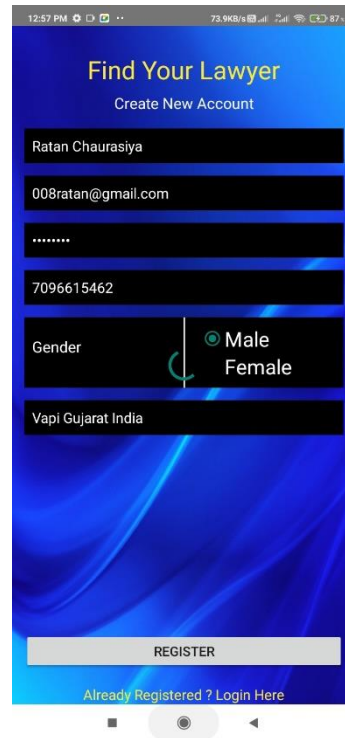 12:57 PM
73.9KB/s 87%
Find Your Lawyer
Create New Account
Ratan Chaurasiya
008ratan@gmail.com
••••••••
7096615462
Gender
Male
Female
Vapi Gujarat India
REGISTER
Already Registered ? Login Here